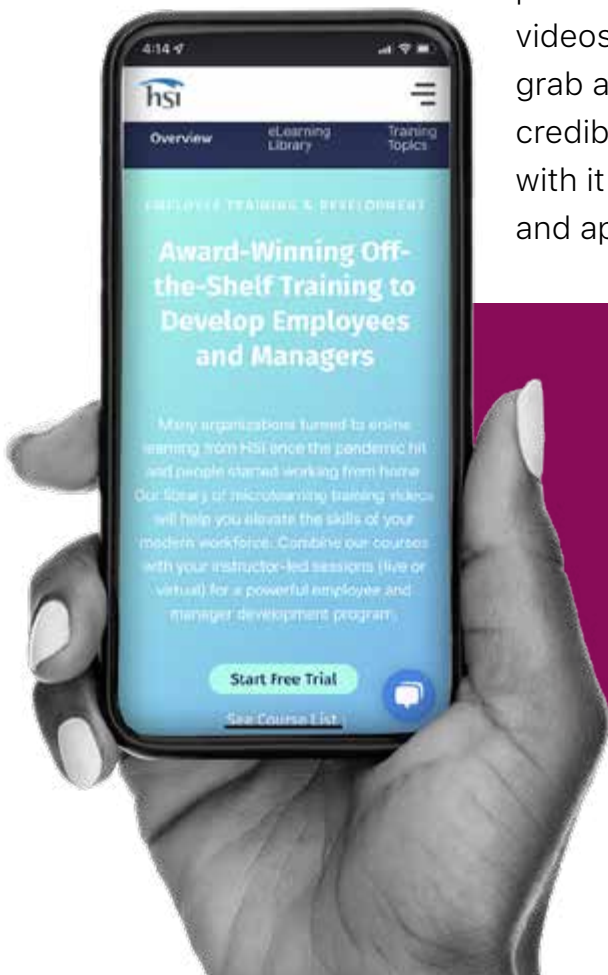 videos
grab a
credib
with it
and ap
4:14
hsi
Overview eLearning Library Training Topics
EMPLOYEE TRAINING & DEVELOPMENT
Award-Winning Off-
the-Shelf Training to
Develop Employees
and Managers
Many organizations turned to online
learning from HSI once the pandemic hit
and people started working from home.
Our library of microlearning training videos
will help you elevate the skills of your
modern workforce. Combine our courses
with your instructor-led sessions (live or
virtual) for a powerful employee and
manager development program.
Start Free Trial
See Course List